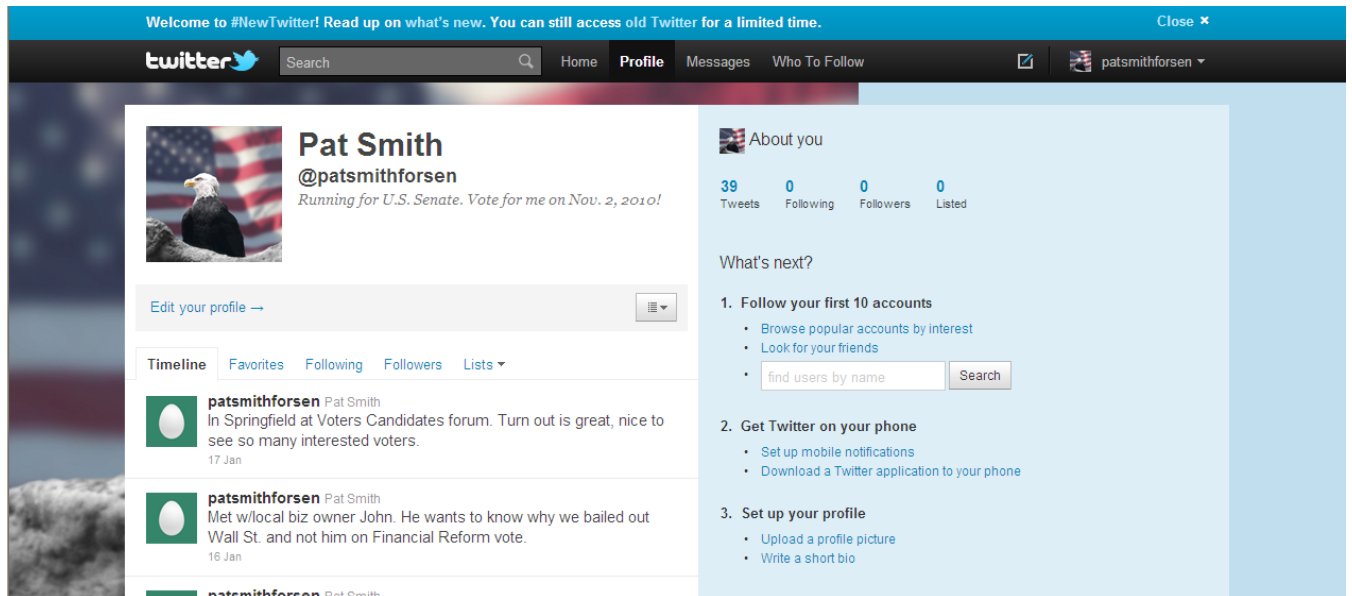 Welcome to #NewTwitter! Read up on what's new. You can still access old Twitter for a limited time.
Close ×
twitter
Search
Home Profile Messages Who To Follow
patsmithforsen
Pat Smith
@patsmithforsen
Running for U.S. Senate. Vote for me on Nov. 2, 2010!
Edit your profile →
Timeline Favorites Following Followers Lists
patsmithforsen Pat Smith
In Springfield at Voters Candidates forum. Turn out is great, nice to
see so many interested voters.
17 Jan
patsmithforsen Pat Smith
Met w/local biz owner John. He wants to know why we bailed out
Wall St. and not him on Financial Reform vote.
16 Jan
patsmithforsen Pat Smith
About you
39 0 0 0
Tweets Following Followers Listed
What's next?
1. Follow your first 10 accounts
• Browse popular accounts by interest
• Look for your friends
• find users by name Search
2. Get Twitter on your phone
• Set up mobile notifications
• Download a Twitter application to your phone
3. Set up your profile
• Upload a profile picture
• Write a short bio